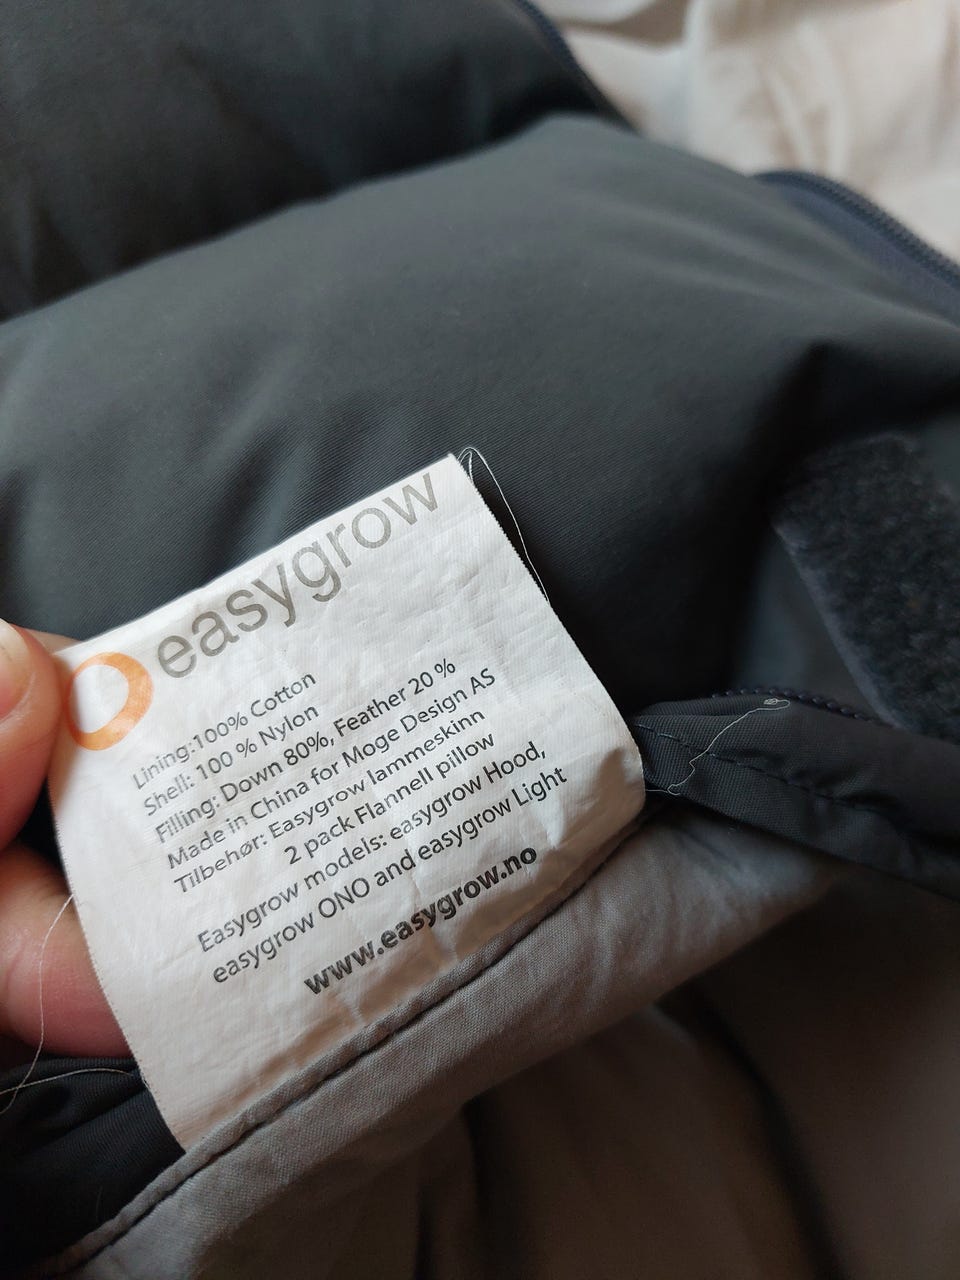 easygrow
Lining:100% Cotton
Shell: 100 % Nylon
Filling: Down 80%, Feather 20 %
Made in China for Moge Design AS
Tilbehør: Easygrow lammeskinn
2 pack Flannell pillow
Easygrow models: easygrow Hood,
easygrow ONO and easygrow Light
www.easygrow.no